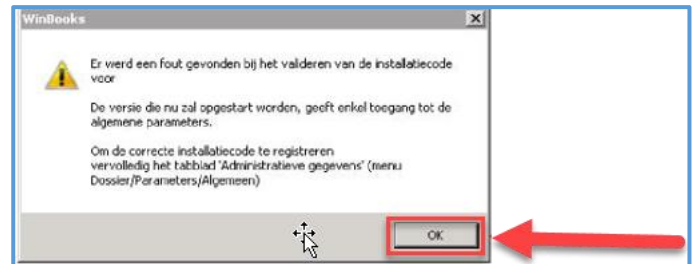 WinBooks
Er werd een fout gevonden bij het valideren van de installatiecode
voor
De versie die nu zal opgestart worden, geeft enkel toegang tot de
algemene parameters.
Om de correcte installatiecode te registreren
vervolledig het tabblad 'Administratieve gegevens' (menu
Dossier/Parameters/Algemeen)
OK